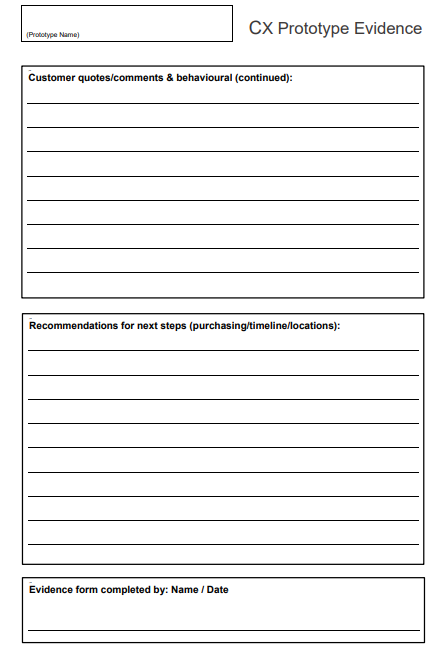 (Prototype Name)
CX Prototype Evidence
Customer quotes/comments & behavioural (continued):
Recommendations for next steps (purchasing/timeline/locations):
Evidence form completed by: Name / Date